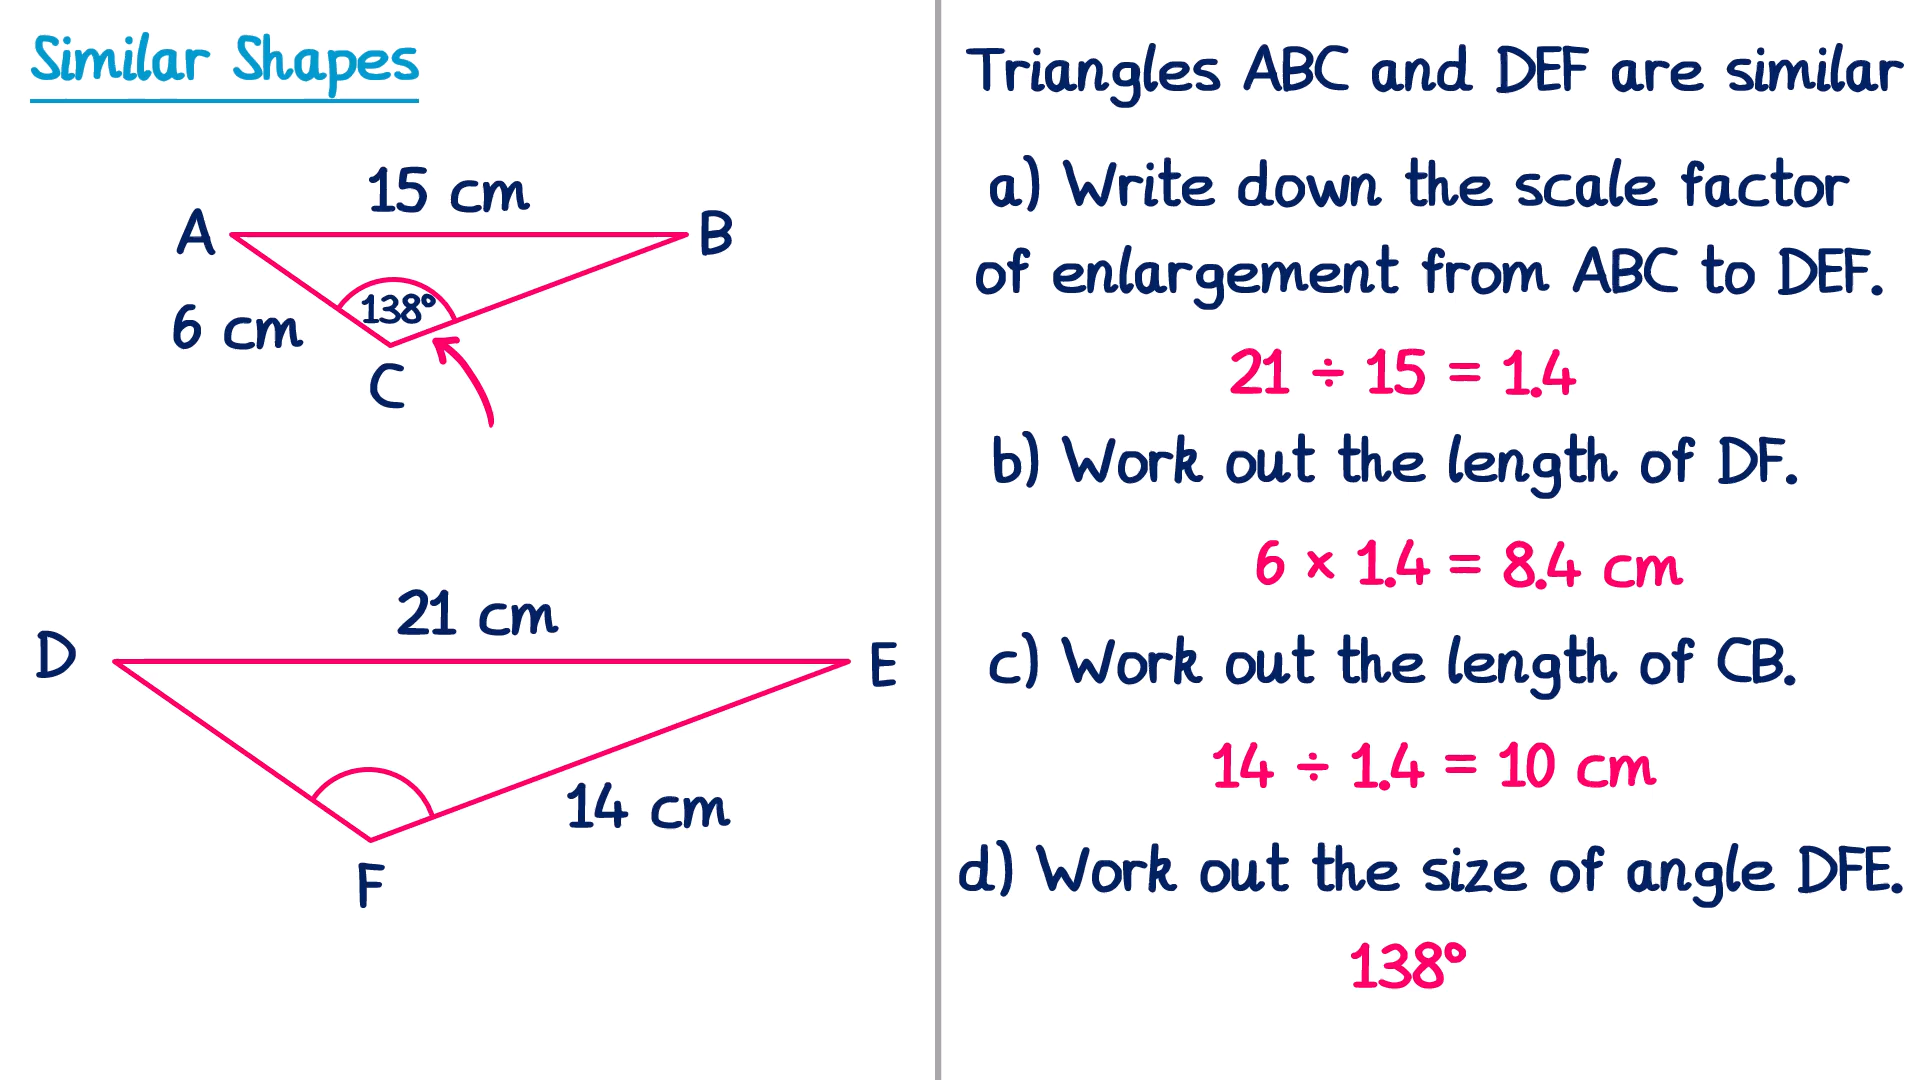 Similar Shapes
15 cm
A
B
138°
6 cm
C
21 cm
D
E
14 cm
F
Triangles ABC and DEF are similar
a) Write down the scale factor
of enlargement from ABC to DEF.
21 ÷ 15 = 1.4
b) Work out the length of DF.
6 × 1.4 = 8.4 cm
c) Work out the length of CB.
14 ÷ 1.4 = 10 cm
d) Work out the size of angle DFE.
138°